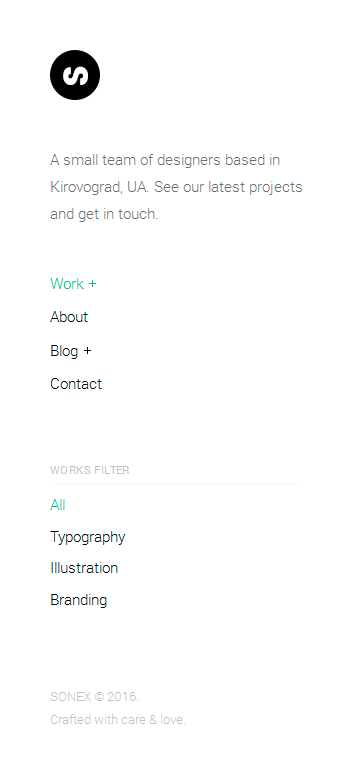 S
A small team of designers based in
Kirovograd, UA. See our latest projects
and get in touch.
Work +
About
Blog +
Contact
WORKS FILTER
All
Typography
Illustration
Branding
SONEX © 2016.
Crafted with care & love.